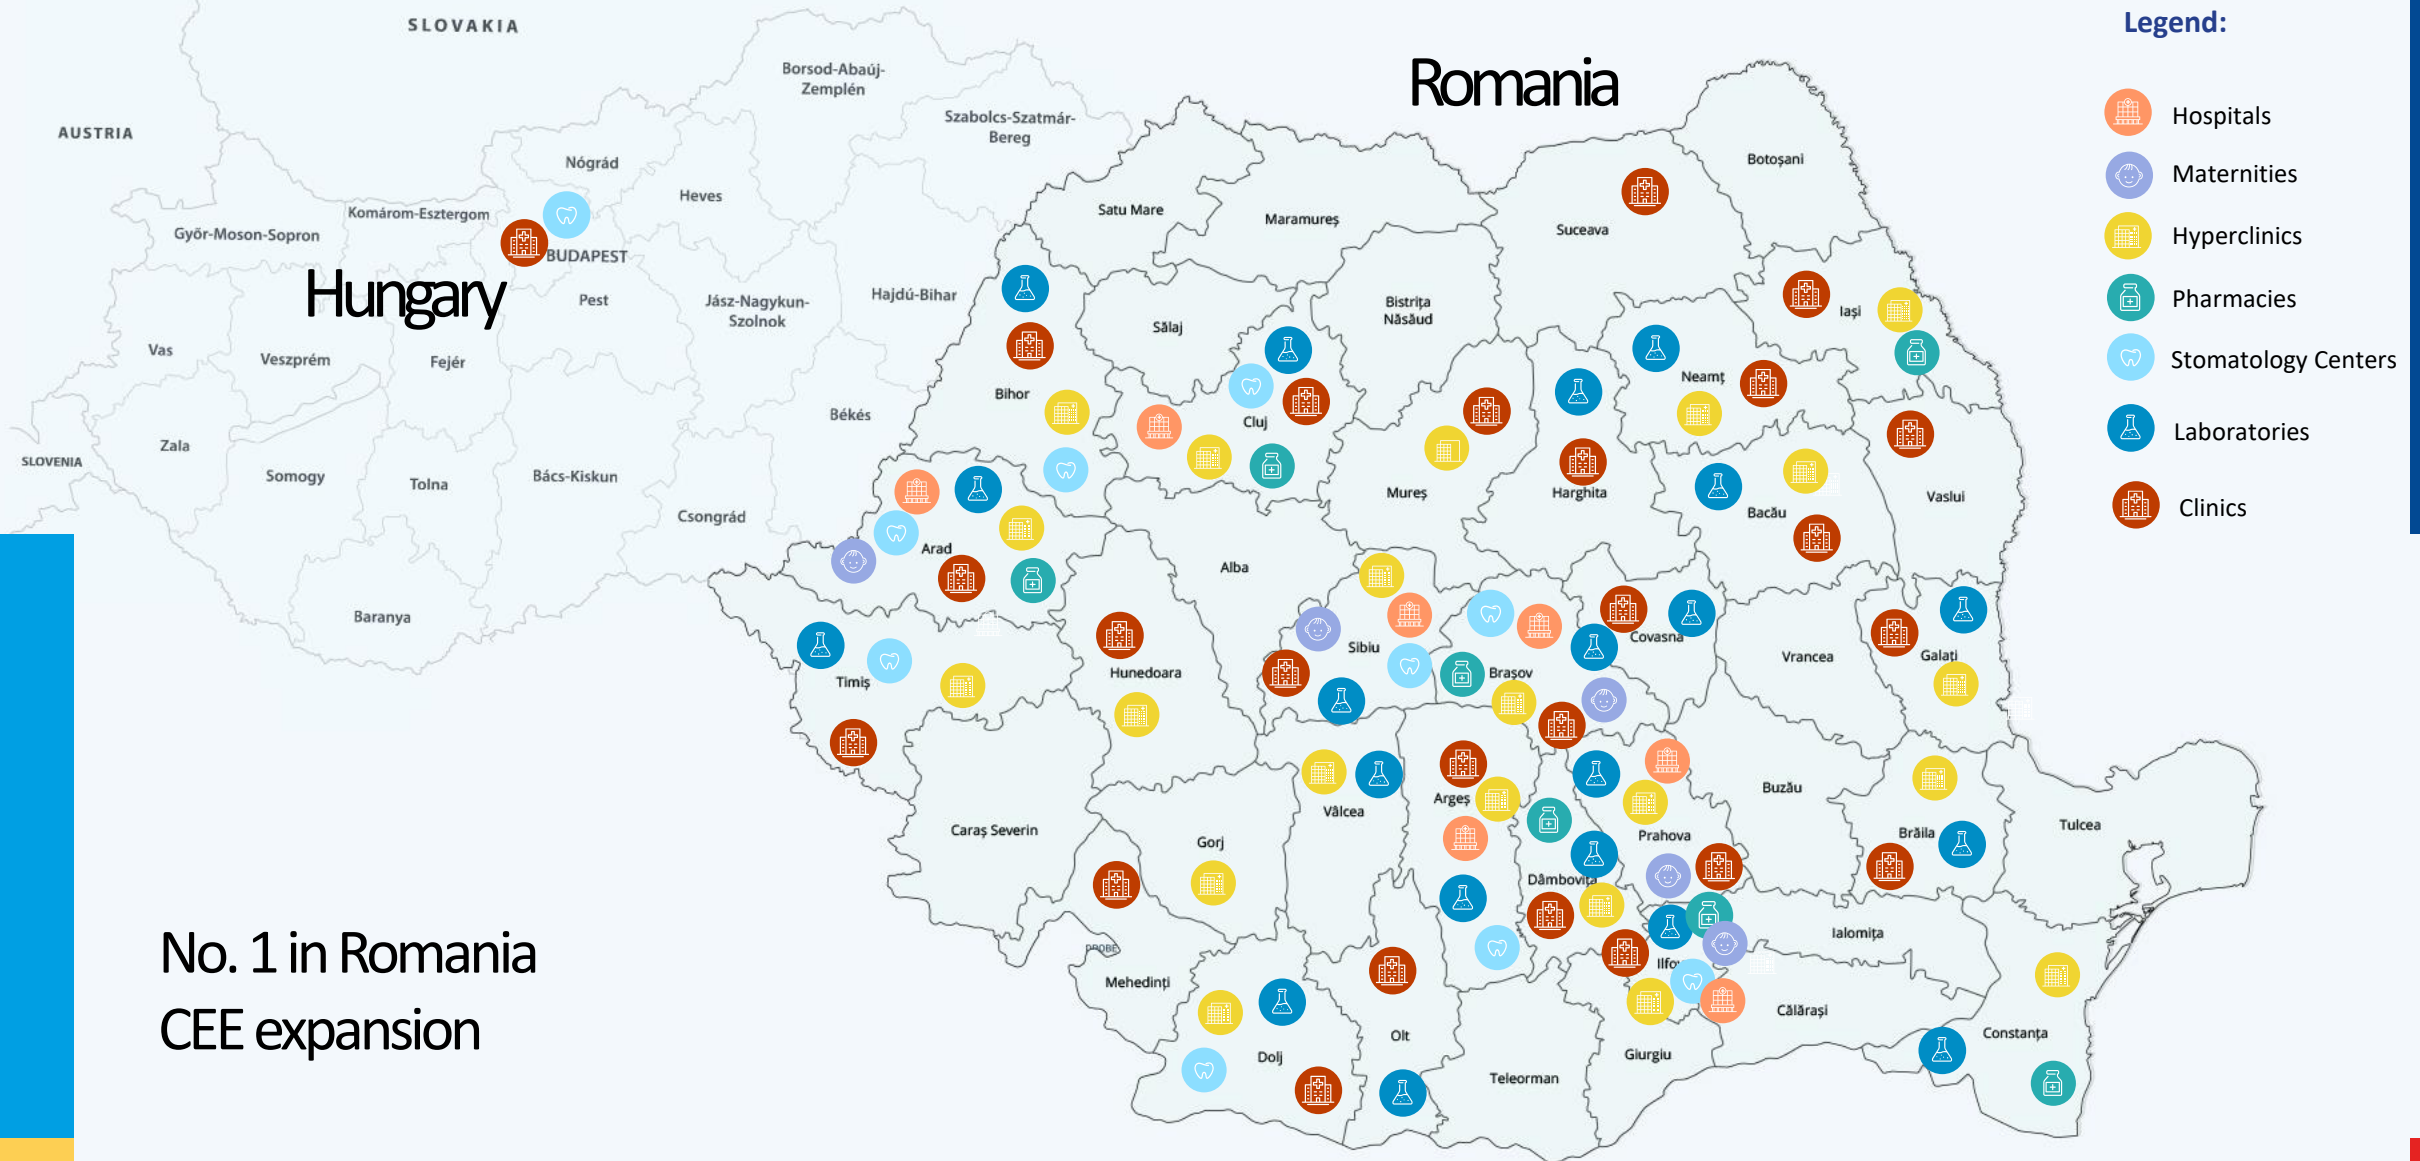 SLOVAKIA
AUSTRIA
Borsod-Abaúj-
Zemplén
Szabolcs-Szatmár-
Bereg
Nógrád
Heves
Komárom-Esztergom
Győr-Moson-Sopron
BUDAPEST
Hungary
Pest
Jász-Nagykun-
Szolnok
Hajdú-Bihar
Vas
Veszprém
Fejér
Békés
Zala
SLOVENIA
Somogy
Tolna
Bács-Kiskun
Csongrád
Baranya
Romania
Botoșani
Satu Mare
Maramureș
Suceava
Bistrița
Năsăud
Iași
Sălaj
Neamț
Bihor
Cluj
Mureș
Harghita
Bacău
Vaslui
Arad
Alba
Sibiu
Covasna
Vrancea
Galați
Timiș
Hunedoara
Brașov
Caraș Severin
Gorj
Vâlcea
Argeș
Prahova
Buzău
Brăila
Tulcea
Dâmbovița
Ialomița
Ilfov
DROBE
Mehedinți
Dolj
Olt
Teleorman
Giurgiu
Călărași
Constanța
Legend:
Hospitals
Maternities
Hyperclinics
Pharmacies
Stomatology Centers
Laboratories
Clinics
No. 1 in Romania
CEE expansion